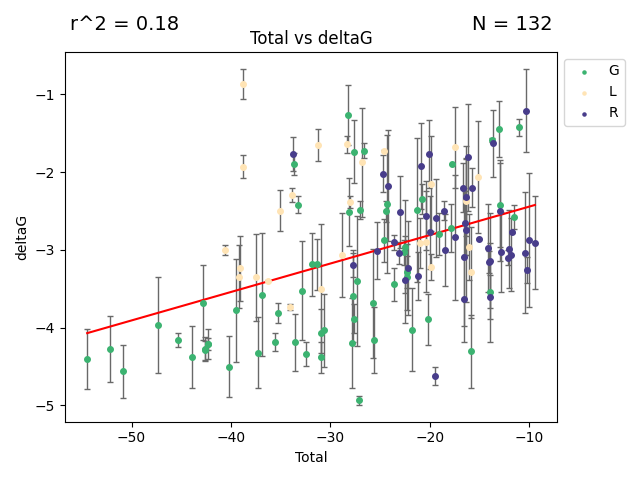 r^2 = 0.18
N = 132
Total vs deltaG
G
L
R
−1
−2
−3
−4
−5
deltaG
−50
−40
−30
−20
−10
Total